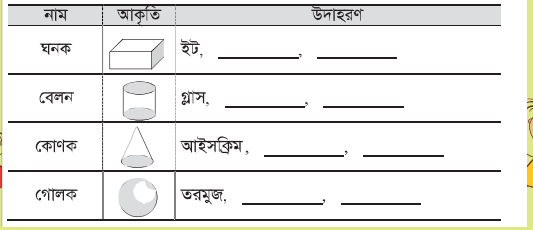 নাম আকৃতি উদাহরণ
ঘনক ইট, ________, ________
বেলন গ্লাস, ________, ________
কোণক আইসক্রিম, ________, ________
গোলক তরমুজ, ________, ________